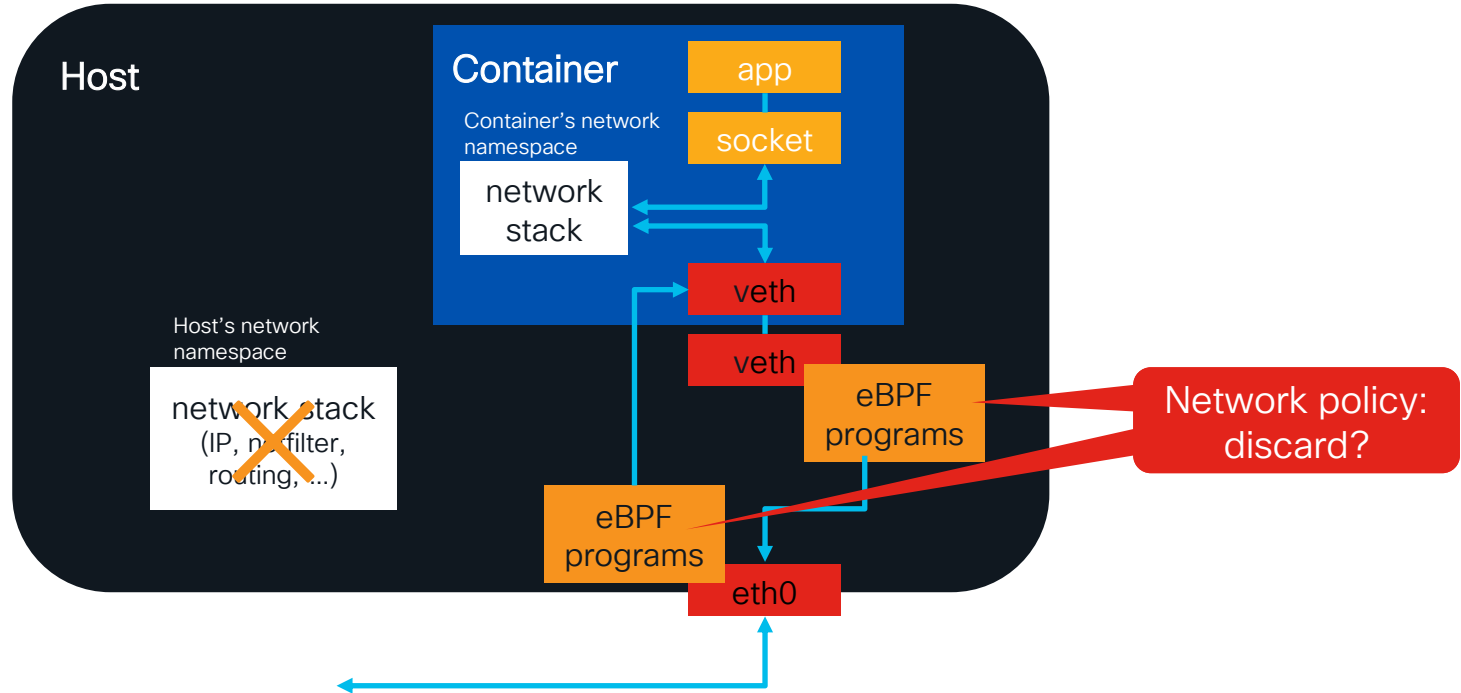 Host
Container
app
Container's network
namespace
socket
network
stack
veth
Host's network
namespace
veth
network stack
(IP, netfilter,
routing, ...)
eBPF
programs
Network policy:
discard?
eBPF
programs
eth0